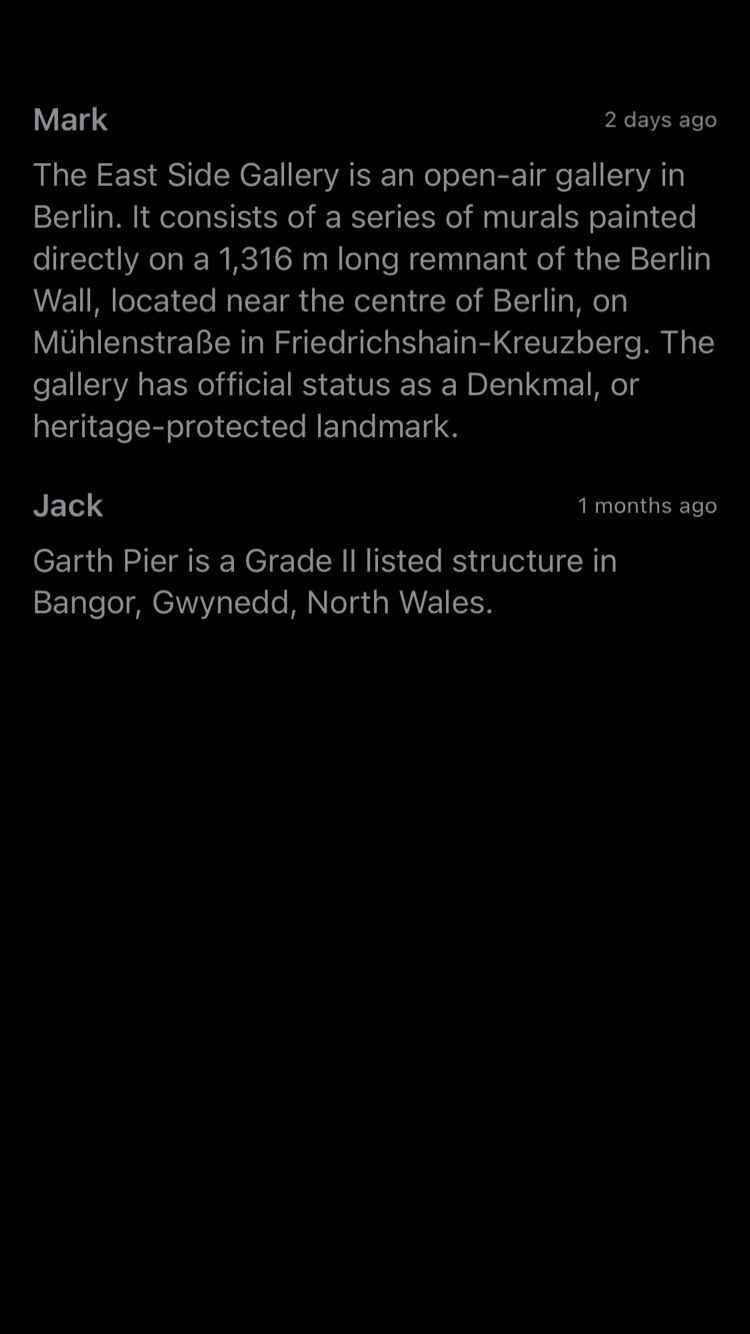 Mark 2 days ago
The East Side Gallery is an open-air gallery in
Berlin. It consists of a series of murals painted
directly on a 1,316 m long remnant of the Berlin
Wall, located near the centre of Berlin, on
Mühlenstraße in Friedrichshain-Kreuzberg. The
gallery has official status as a Denkmal, or
heritage-protected landmark.
Jack 1 months ago
Garth Pier is a Grade II listed structure in
Bangor, Gwynedd, North Wales.